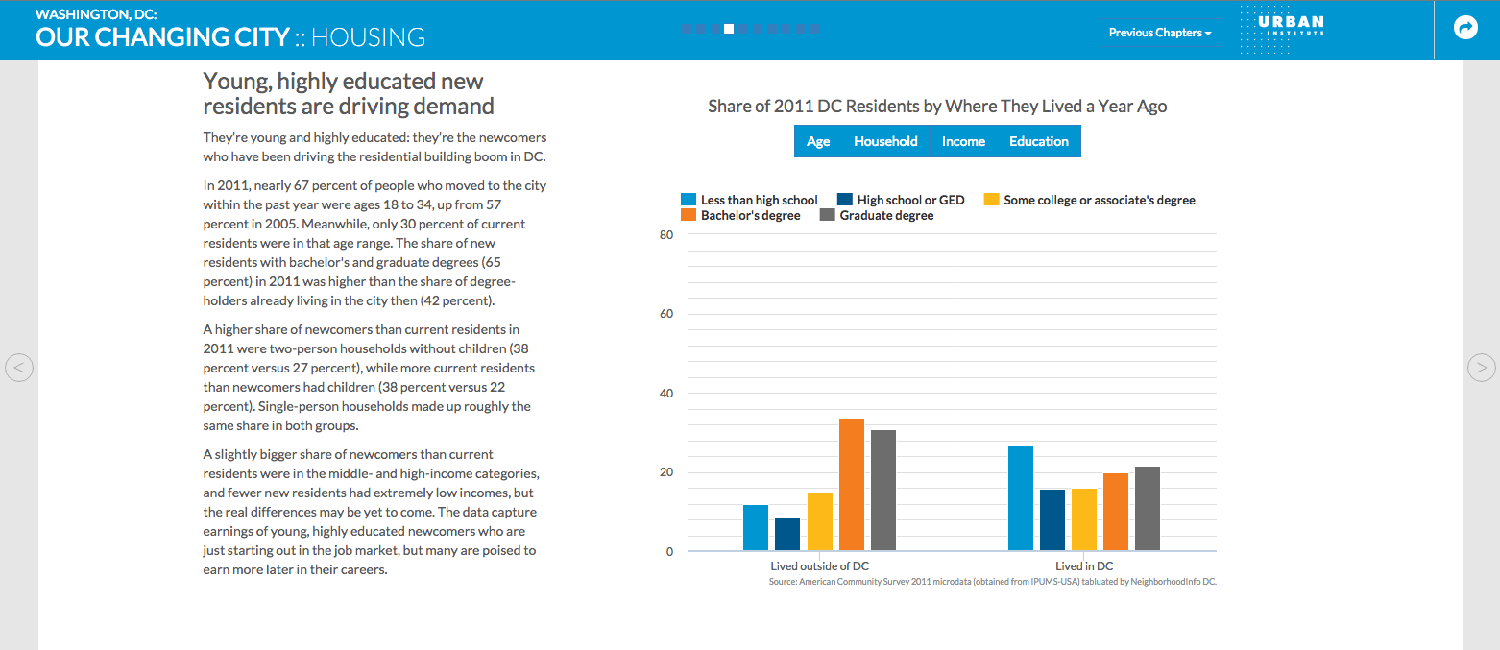 WASHINGTON, DC:
OUR CHANGING CITY :: HOUSING
Previous Chapters
URBAN
INSTITUTE
Young, highly educated new
residents are driving demand
They're young and highly educated: they're the newcomers
who have been driving the residential building boom in DC.
In 2011, nearly 67 percent of people who moved to the city
within the past year were ages 18 to 34, up from 57
percent in 2005. Meanwhile, only 30 percent of current
residents were in that age range. The share of new
residents with bachelor's and graduate degrees (65
percent) in 2011 was higher than the share of degree-
holders already living in the city then (42 percent).
A higher share of newcomers than current residents in
2011 were two-person households without children (38
percent versus 27 percent), while more current residents
than newcomers had children (38 percent versus 22
percent). Single-person households made up roughly the
same share in both groups.
A slightly bigger share of newcomers than current
residents were in the middle- and high-income categories,
and fewer new residents had extremely low incomes, but
the real differences may be yet to come. The data capture
earnings of young, highly educated newcomers who are
just starting out in the job market, but many are poised to
earn more later in their careers.
Share of 2011 DC Residents by Where They Lived a Year Ago
Age Household Income Education
Less than high school High school or GED Some college or associate's degree
Bachelor's degree Graduate degree
80
60
40
20
0
Lived outside of DC Lived in DC
Source: American Community Survey 2011 microdata (obtained from IPUMS-USA) tabluated by NeighborhoodInfo DC.
< >